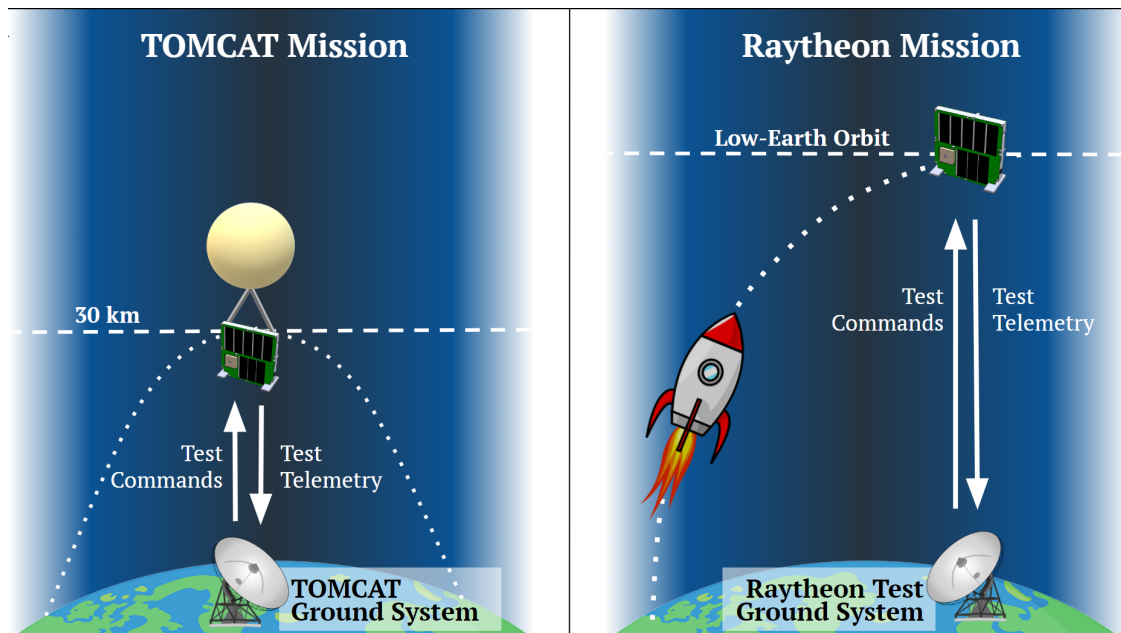 TOMCAT Mission
30 km
Test
Commands
Test
Telemetry
TOMCAT
Ground System
Raytheon Mission
Low-Earth Orbit
Test
Commands
Test
Telemetry
Raytheon Test
Ground System